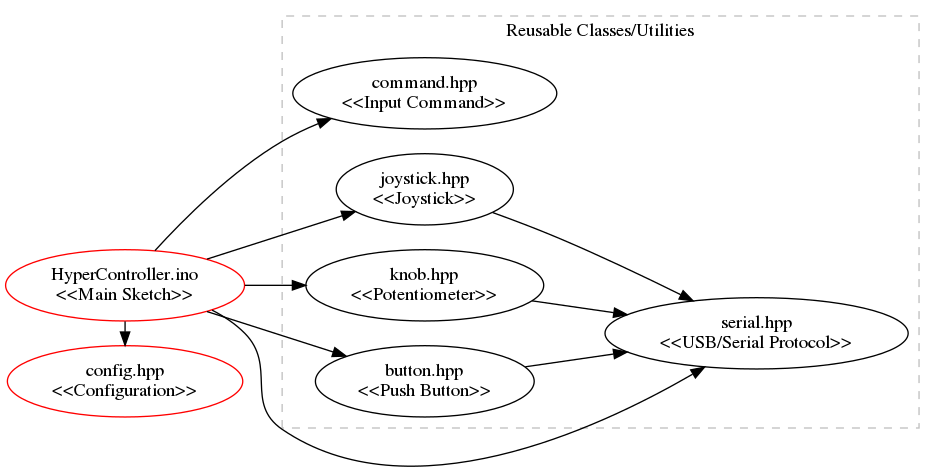 Reusable Classes/Utilities
command.hpp
<<Input Command>>
joystick.hpp
<<Joystick>>
HyperController.ino
<<Main Sketch>>
knob.hpp
<<Potentiometer>>
serial.hpp
<<USB/Serial Protocol>>
config.hpp
<<Configuration>>
button.hpp
<<Push Button>>